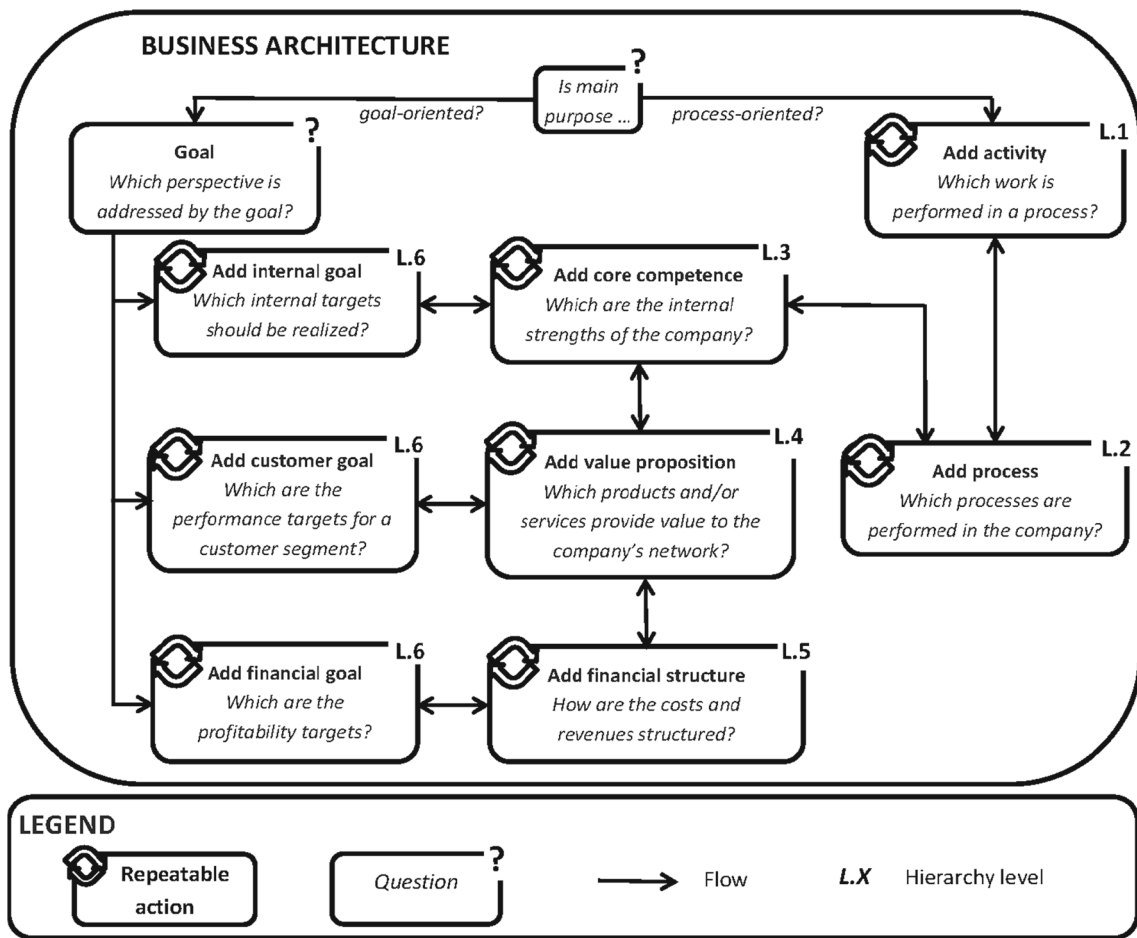 BUSINESS ARCHITECTURE
?
Is main
purpose ...
goal-oriented?
process-oriented?
?
Goal
Which perspective is
addressed by the goal?
L.1
Add activity
Which work is
performed in a process?
L.6
Add internal goal
Which internal targets
should be realized?
L.3
Add core competence
Which are the internal
strengths of the company?
L.6
Add customer goal
Which are the
performance targets for a
customer segment?
L.4
Add value proposition
Which products and/or
services provide value to the
company's network?
L.2
Add process
Which processes are
performed in the company?
L.6
Add financial goal
Which are the
profitability targets?
L.5
Add financial structure
How are the costs and
revenues structured?
LEGEND
Repeatable
action
?
Question
Flow
L.X
Hierarchy level